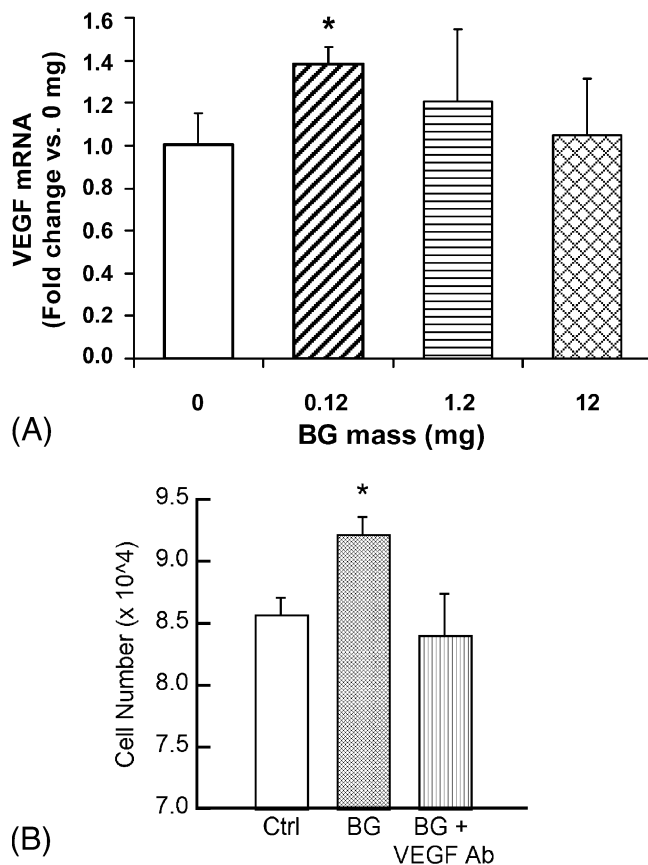 1.6
1.4
1.2
1.0
0.8
0.6
0.4
0.2
0.0
VEGF mRNA
(Fold change vs. 0 mg)
*
0 0.12 1.2 12
BG mass (mg)
(A)
9.5
9.0
8.5
8.0
7.5
7.0
Cell Number (x 10^4)
*
Ctrl BG BG +
VEGF Ab
(B)